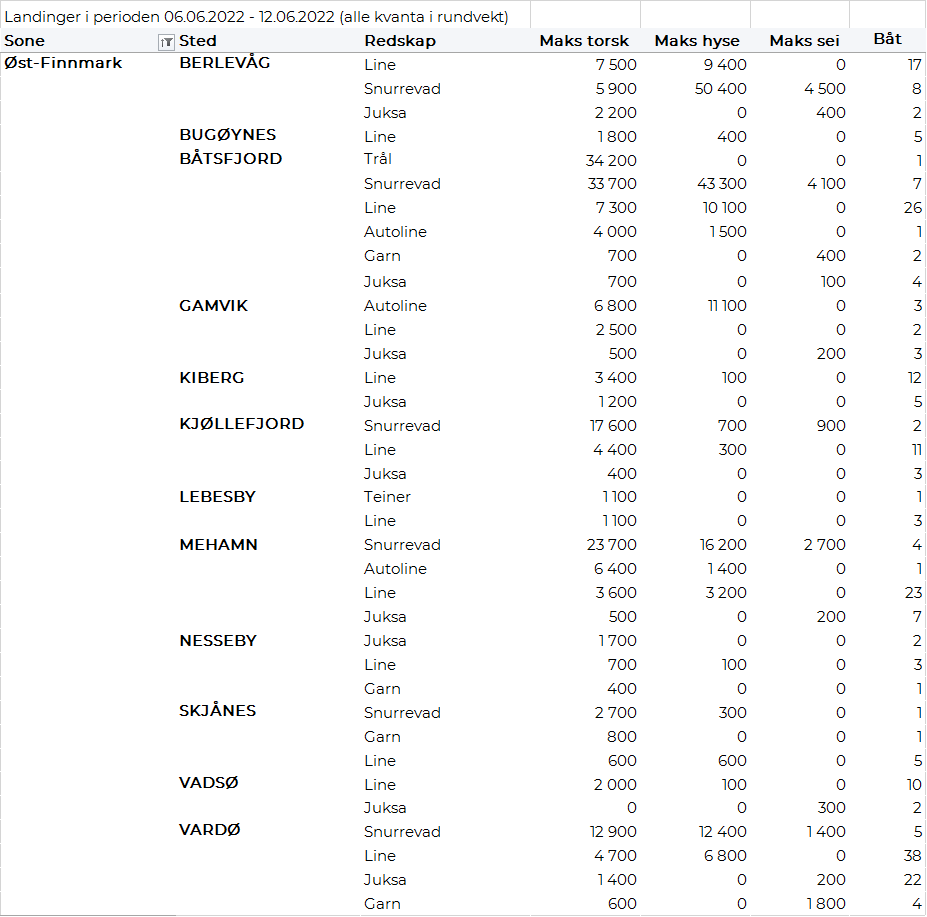 Landinger i perioden 06.06.2022 - 12.06.2022 (alle kvanta i rundvekt)
Sone Sted Redskap Maks torsk Maks hyse Maks sei Båt
Øst-Finnmark BERLEVÅG Line 7 500 9 400 0 17
Snurrevad 5 900 50 400 4 500 8
Juksa 2 200 0 400 2
BUGØYNES Line 1 800 400 0 5
BÅTSFJORD Trål 34 200 0 0 1
Snurrevad 33 700 43 300 4 100 7
Line 7 300 10 100 0 26
Autoline 4 000 1 500 0 1
Garn 700 0 400 2
Juksa 700 0 100 4
GAMVIK Autoline 6 800 11 100 0 3
Line 2 500 0 0 2
Juksa 500 0 200 3
KIBERG Line 3 400 100 0 12
Juksa 1 200 0 0 5
KJØLLEFJORD Snurrevad 17 600 700 900 2
Line 4 400 300 0 11
Juksa 400 0 0 3
LEBESBY Teiner 1 100 0 0 1
Line 1 100 0 0 3
MEHAMN Snurrevad 23 700 16 200 2 700 4
Autoline 6 400 1 400 0 1
Line 3 600 3 200 0 23
Juksa 500 0 200 7
NESSEBY Juksa 1 700 0 0 2
Line 700 100 0 3
Garn 400 0 0 1
SKJÅNES Snurrevad 2 700 300 0 1
Garn 800 0 0 1
Line 600 600 0 5
VADSØ Line 2 000 100 0 10
Juksa 0 0 300 2
VARDØ Snurrevad 12 900 12 400 1 400 5
Line 4 700 6 800 0 38
Juksa 1 400 0 200 22
Garn 600 0 1 800 4